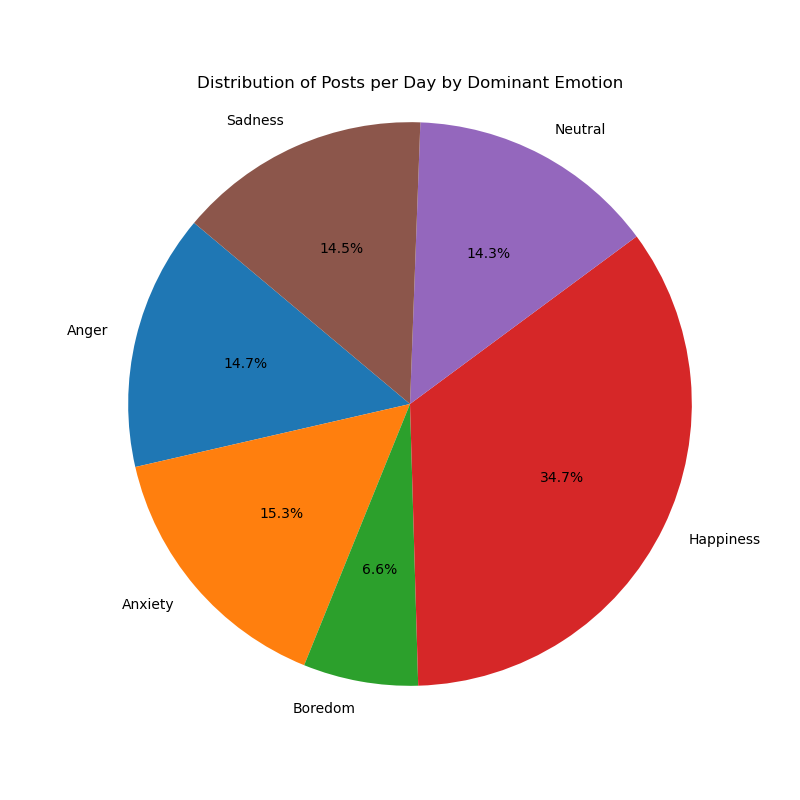 Distribution of Posts per Day by Dominant Emotion
Sadness
Neutral
14.5%
14.3%
Anger
14.7%
34.7%
15.3%
Happiness
6.6%
Anxiety
Boredom